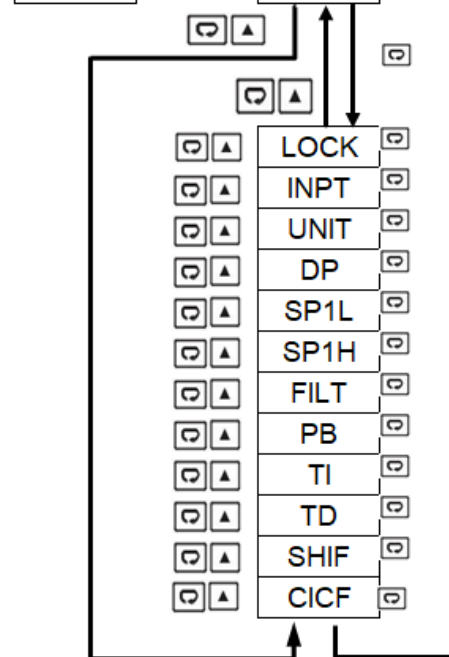 LOCK
INPT
UNIT
DP
SP1L
SP1H
FILT
PB
TI
TD
SHIF
CICF